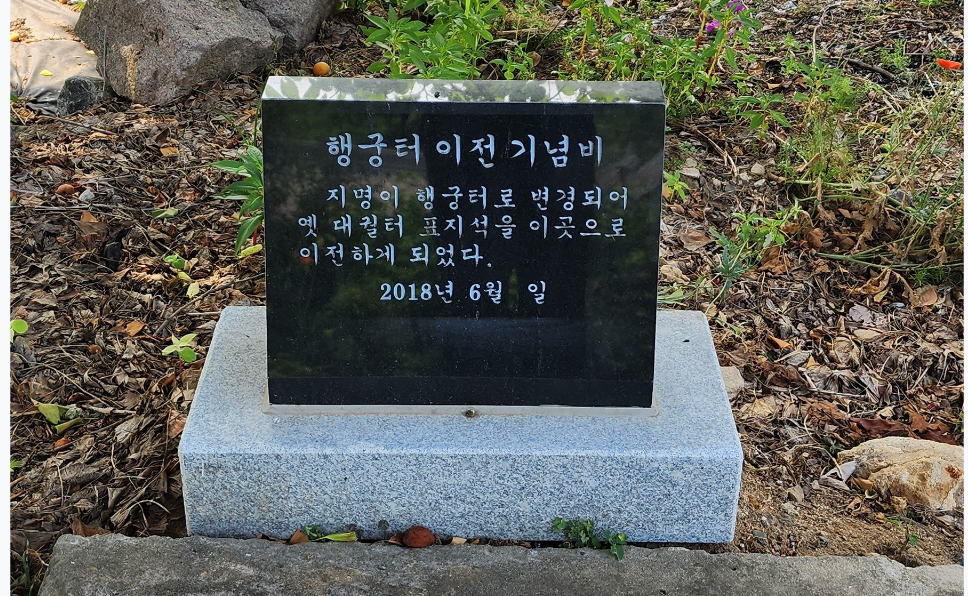 행궁터 이전 기념비
지명이 행궁터로 변경되어
옛 대궐터 표지석을 이곳으로
이전하게 되었다.
2018년 6월 일